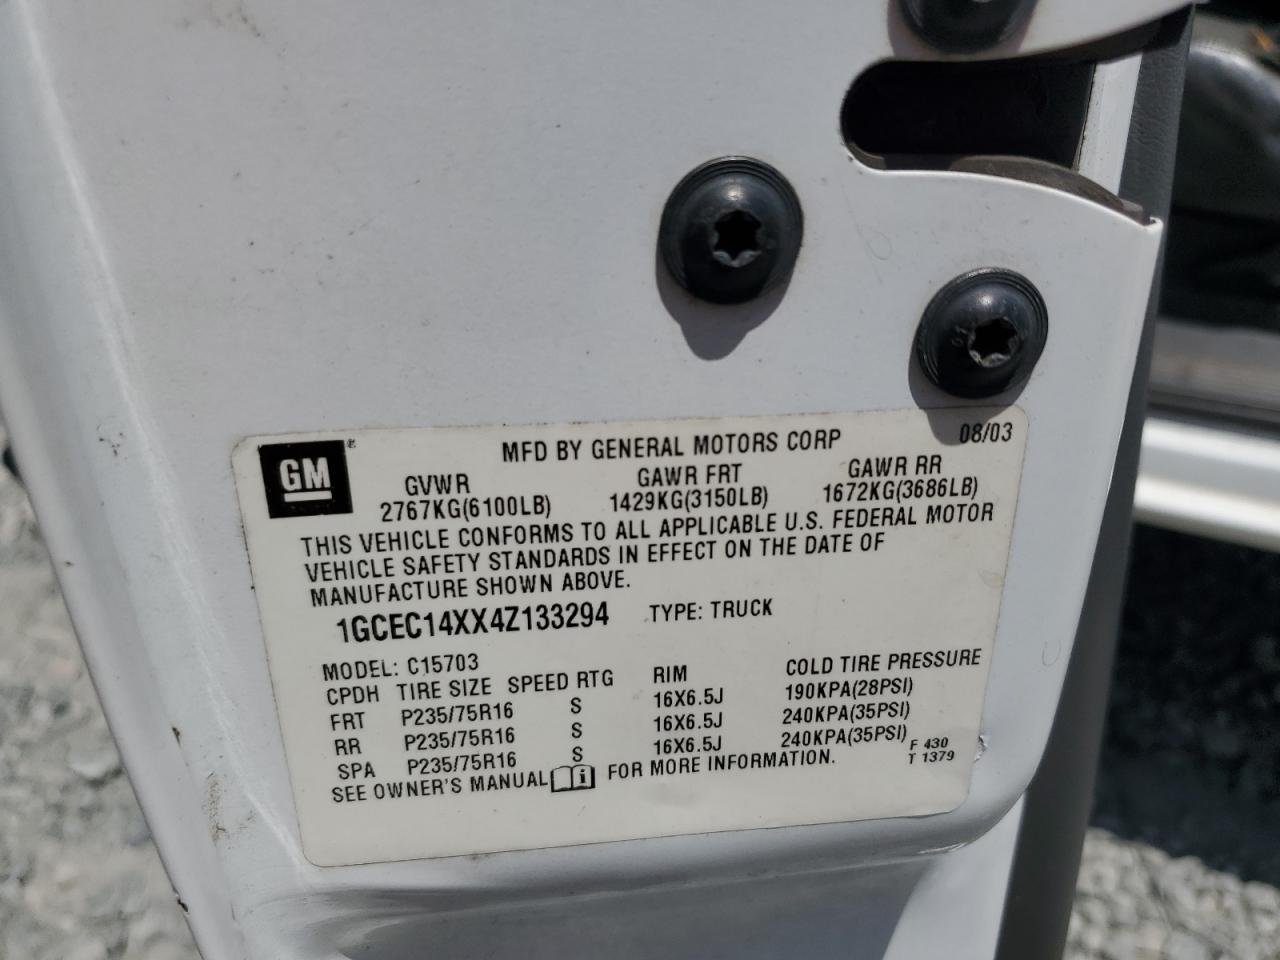 GM ®
MFD BY GENERAL MOTORS CORP 08/03
GVWR GAWR FRT GAWR RR
2767KG(6100LB) 1429KG(3150LB) 1672KG(3686LB)
THIS VEHICLE CONFORMS TO ALL APPLICABLE U.S. FEDERAL MOTOR
VEHICLE SAFETY STANDARDS IN EFFECT ON THE DATE OF
MANUFACTURE SHOWN ABOVE.
1GCEC14XX4Z133294 TYPE: TRUCK
MODEL: C15703
CPDH TIRE SIZE SPEED RTG RIM COLD TIRE PRESSURE
FRT P235/75R16 S 16X6.5J 190KPA(28PSI)
RR P235/75R16 S 16X6.5J 240KPA(35PSI)
SPA P235/75R16 S 16X6.5J 240KPA(35PSI)
SEE OWNER'S MANUAL i FOR MORE INFORMATION.
F 430
T 1379